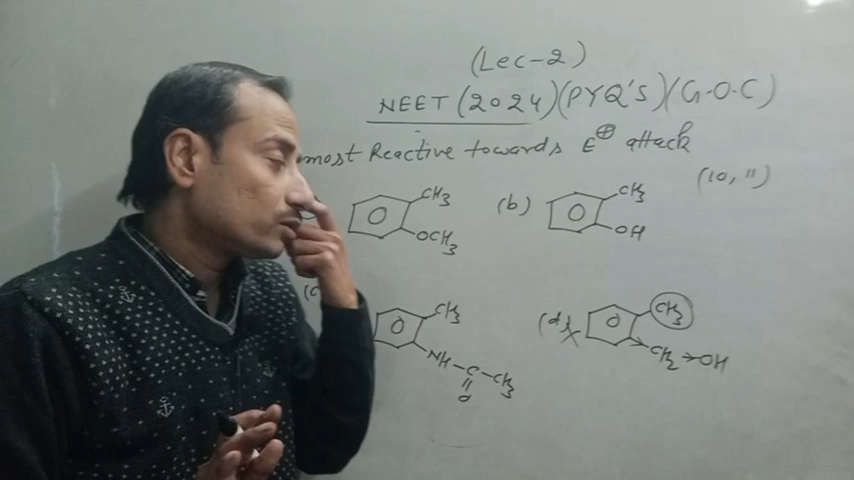 (Lec-2)
NEET (2024) (PYQ'S) (G.O.C)
most Reactive towards E⊕ attack
(10, 11)
CH3
OCH3
(b)
CH3
OH
(c
CH3
NH-C-CH3
O
(d)
CH3
CH2→OH